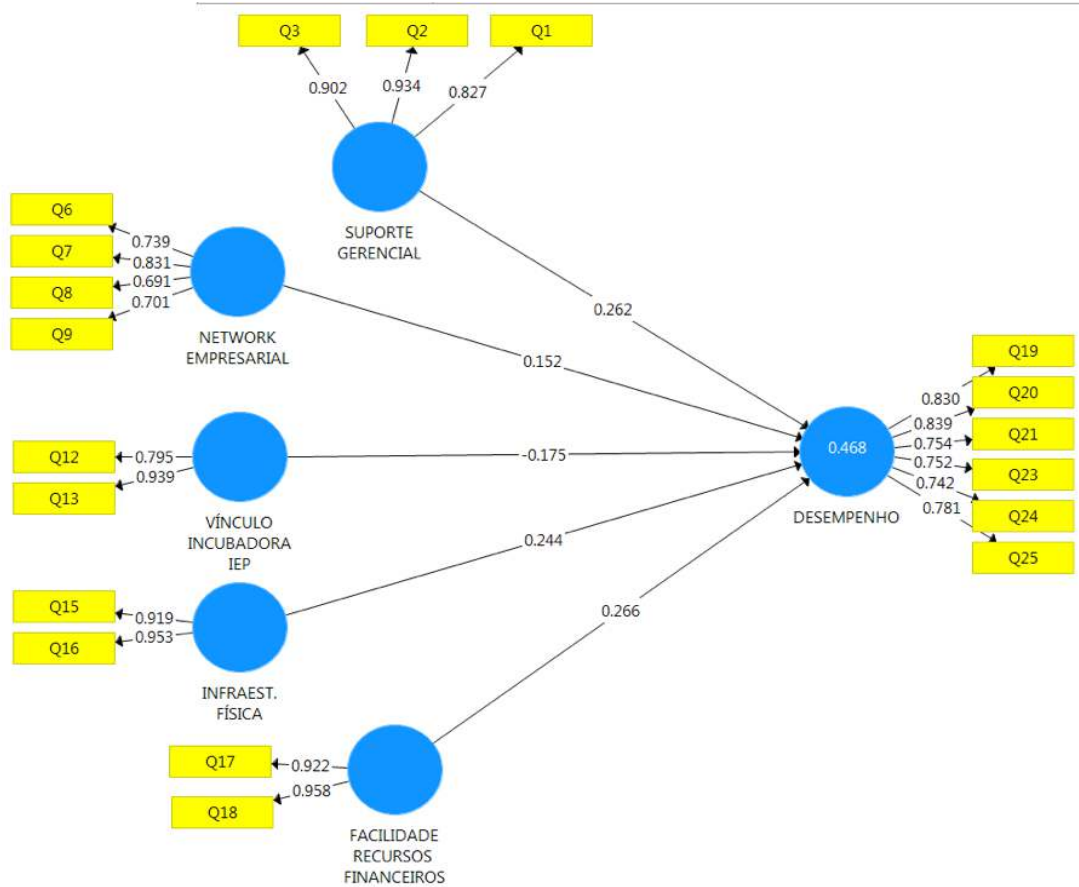 Q3
Q2
Q1
0.902
0.934
0.827
SUPORTE
GERENCIAL
Q6
Q7
Q8
Q9
0.739
0.831
0.691
0.701
NETWORK
EMPRESARIAL
0.262
0.152
Q12
Q13
0.795
0.939
VÍNCULO
INCUBADORA
IEP
-0.175
Q15
Q16
0.919
0.953
INFRAEST.
FÍSICA
0.244
Q17
Q18
0.922
0.958
FACILIDADE
RECURSOS
FINANCEIROS
0.266
0.468
DESEMPENHO
0.830
0.839
0.754
0.752
0.742
0.781
Q19
Q20
Q21
Q23
Q24
Q25